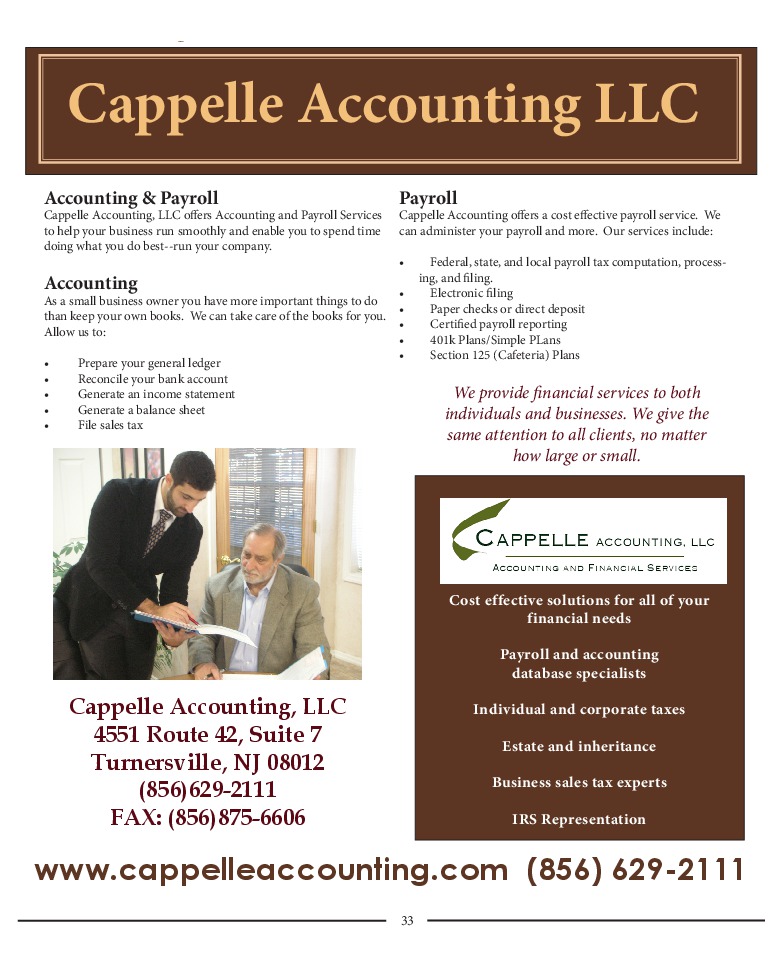 Cappelle Accounting LLC
Accounting & Payroll
Cappelle Accounting, LLC offers Accounting and Payroll Services
to help your business run smoothly and enable you to spend time
doing what you do best--run your company.
Accounting
As a small business owner you have more important things to do
than keep your own books.  We can take care of the books for you.
Allow us to:
• Prepare your general ledger
• Reconcile your bank account
• Generate an income statement
• Generate a balance sheet
• File sales tax
Cappelle Accounting, LLC
4551 Route 42, Suite 7
Turnersville, NJ 08012
(856)629-2111
FAX: (856)875-6606
Payroll
Cappelle Accounting offers a cost effective payroll service.  We
can administer your payroll and more.  Our services include:
• Federal, state, and local payroll tax computation, process-
ing, and filing.
• Electronic filing
• Paper checks or direct deposit
• Certified payroll reporting
• 401k Plans/Simple PLans
• Section 125 (Cafeteria) Plans
We provide financial services to both
individuals and businesses. We give the
same attention to all clients, no matter
how large or small.
CAPPELLE ACCOUNTING, LLC
ACCOUNTING AND FINANCIAL SERVICES
Cost effective solutions for all of your
financial needs
Payroll and accounting
database specialists
Individual and corporate taxes
Estate and inheritance
Business sales tax experts
IRS Representation
www.cappelleaccounting.com  (856) 629-2111
33